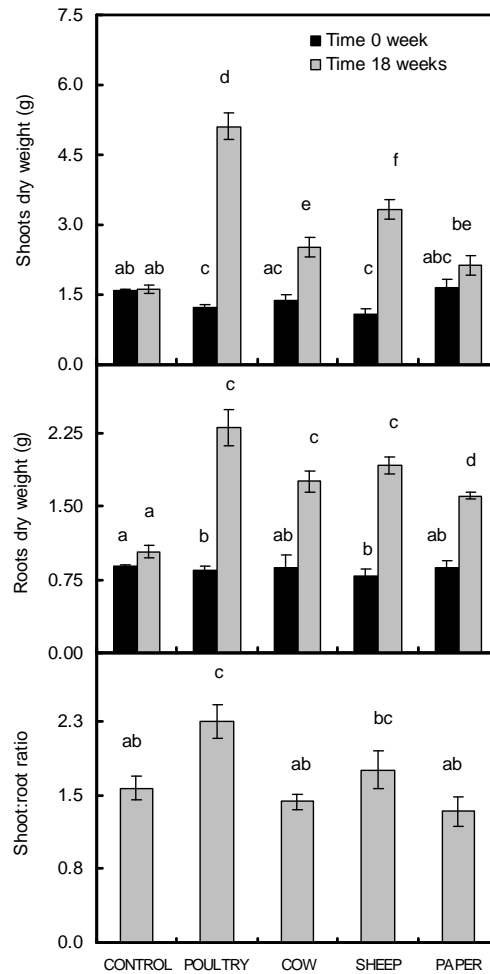 7.5
Time 0 week
Time 18 weeks
d
6.0
Shoots dry weight (g)
4.5
f
e
3.0
be
abc
ab ab c ac c
1.5
0.0
c
2.25
c c
Roots dry weight (g)
d
1.50
a a b ab b ab
0.75
0.00
c
2.3
Shoot:root ratio
bc
ab ab ab
1.5
0.8
0.0
CONTROL POULTRY COW SHEEP PAPER